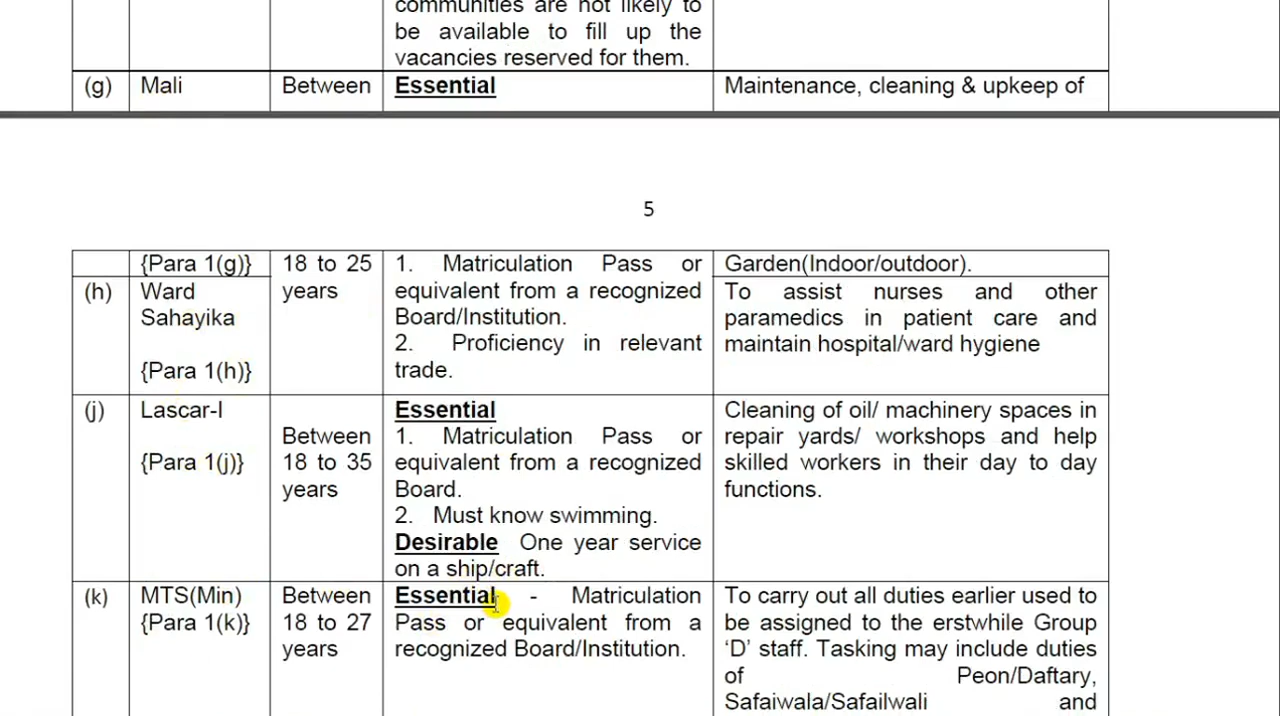 communities are not likely to
be available to fill up the
vacancies reserved for them.
(g) Mali Between Essential Maintenance, cleaning & upkeep of
5
{Para 1(g)} 18 to 25 years 1. Matriculation Pass or Garden(Indoor/outdoor).
(h) Ward
Sahayika
{Para 1(h)}
equivalent from a recognized
Board/Institution.
2. Proficiency in relevant
trade.
To assist nurses and other
paramedics in patient care and
maintain hospital/ward hygiene
(j) Lascar-I
{Para 1(j)}
Between
18 to 35
years
Essential
1. Matriculation Pass or
equivalent from a recognized
Board.
2. Must know swimming.
Desirable One year service
on a ship/craft.
Cleaning of oil/ machinery spaces in
repair yards/ workshops and help
skilled workers in their day to day
functions.
(k) MTS(Min)
{Para 1(k)}
Between
18 to 27
years
Essential - Matriculation
Pass or equivalent from a
recognized Board/Institution.
To carry out all duties earlier used to
be assigned to the erstwhile Group
‘D’ staff. Tasking may include duties
of Peon/Daftary,
Safaiwala/Safailwali and